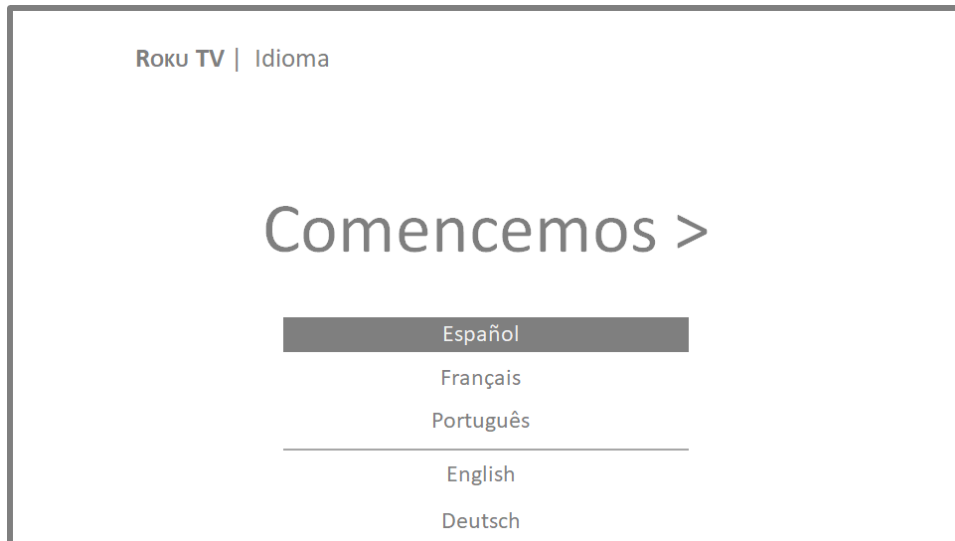 ROKU TV | Idioma
Comencemos >
Español
Français
Português
English
Deutsch